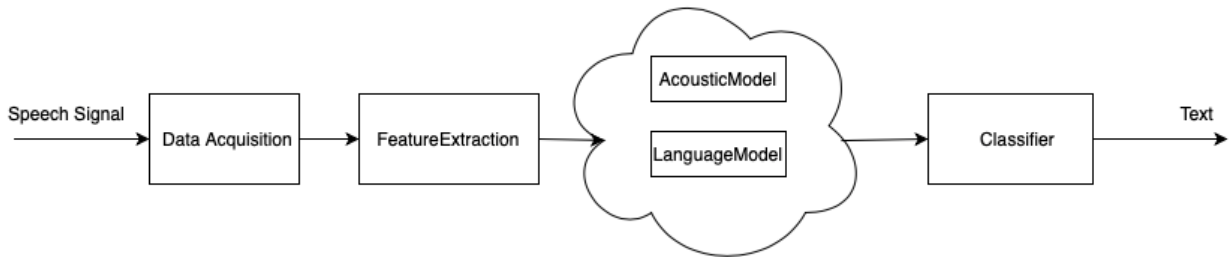 Speech Signal
Data Acquisition
FeatureExtraction
AcousticModel
LanguageModel
Classifier
Text